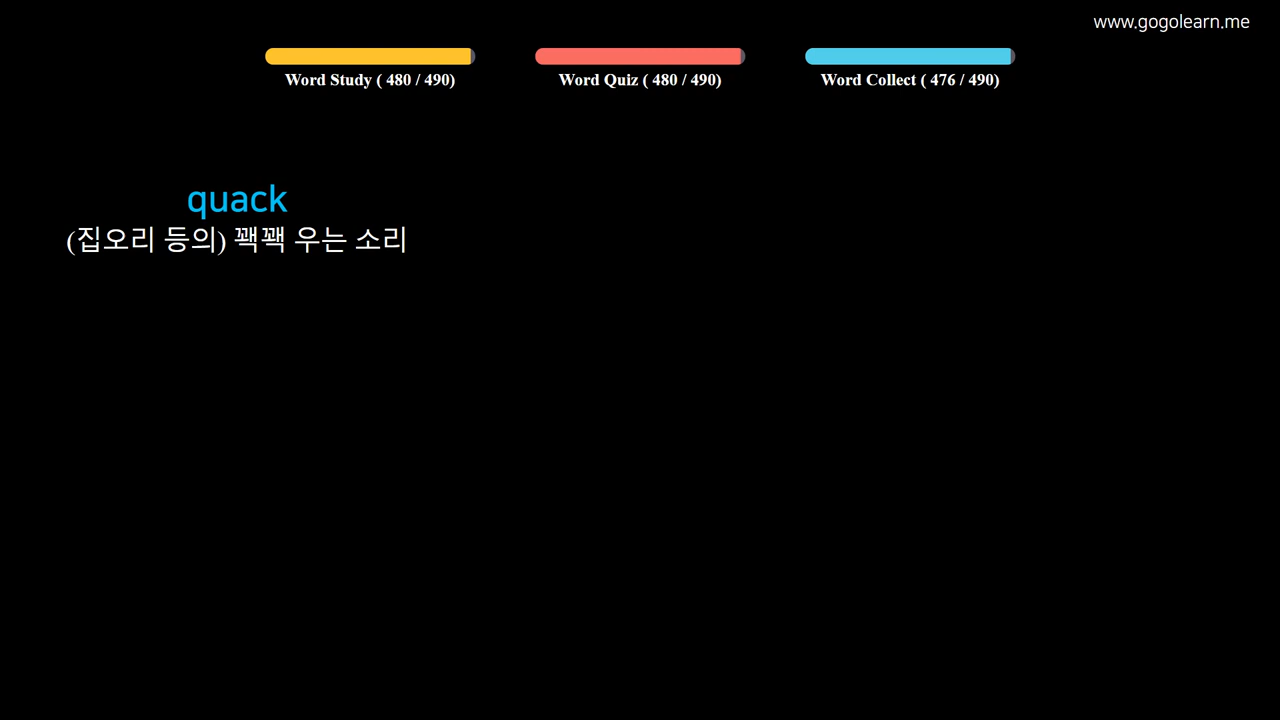 www.gogolearn.me
Word Study ( 480 / 490)
Word Quiz ( 480 / 490)
Word Collect ( 476 / 490)
quack
(집오리 등의) 꽥꽥 우는 소리